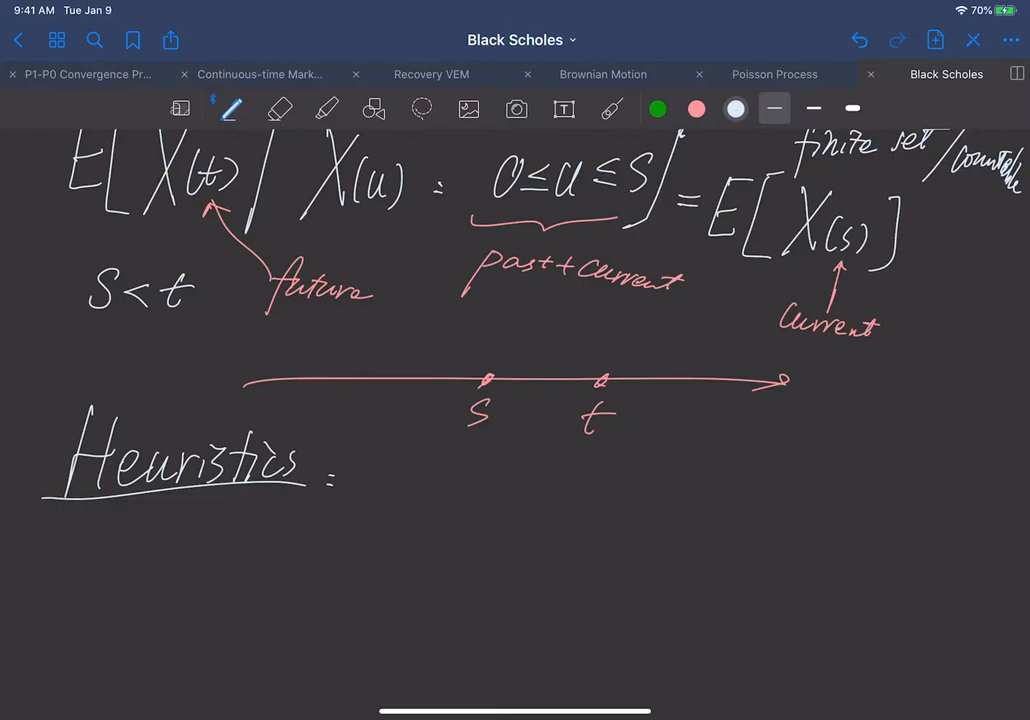 9:41 AM Tue Jan 9
70%
Black Scholes
P1-P0 Convergence Pr...
Continuous-time Mark...
Recovery VEM
Brownian Motion
Poisson Process
Black Scholes
T
finite set / countable
E[ X(t) | X(u) : 0 ≤ u ≤ s ] = E[ X(s) ]
past + current
s < t
future
current
s t
Heuristics :